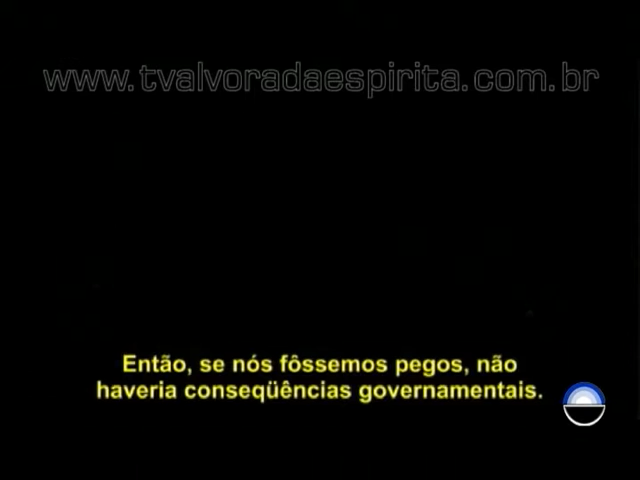 www.tvalvoradaespirita.com.br
Então, se nós fôssemos pegos, não
haveria conseqüências governamentais.